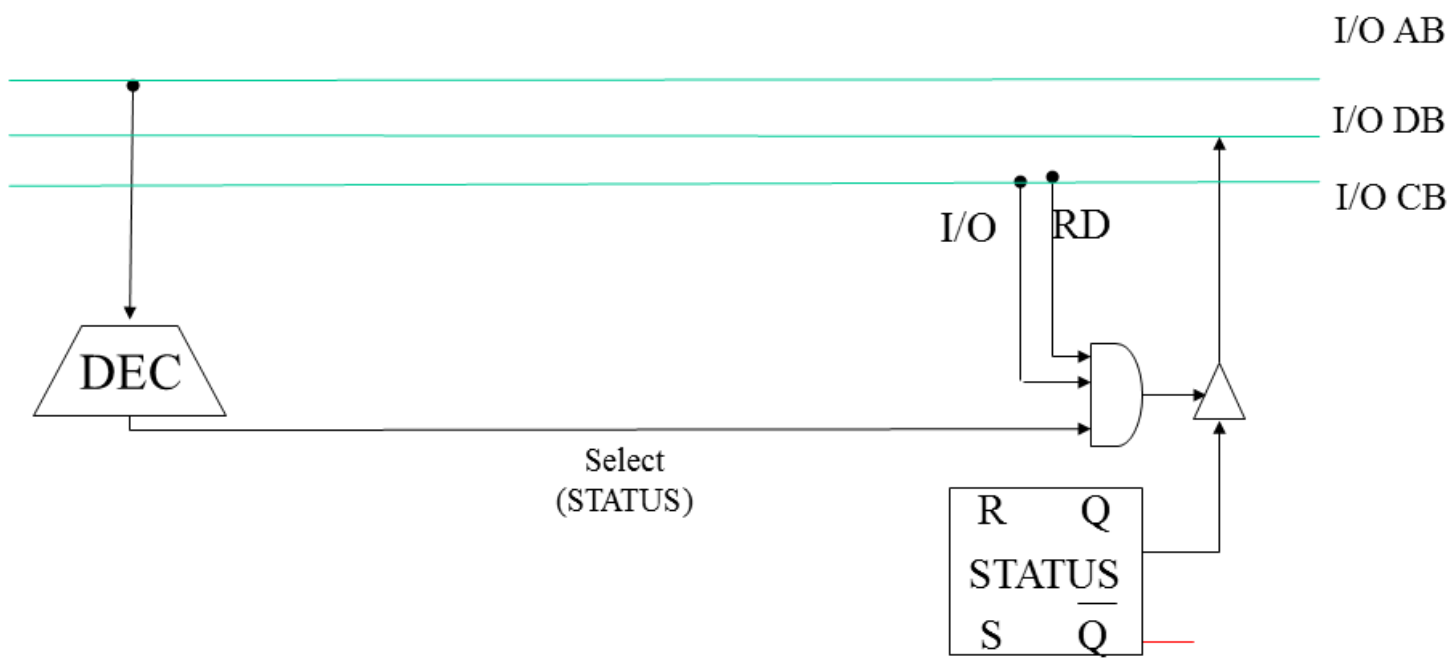 I/O AB
I/O DB
I/O CB
I/O
RD
DEC
Select
(STATUS)
R Q
STATUS
S Q̅